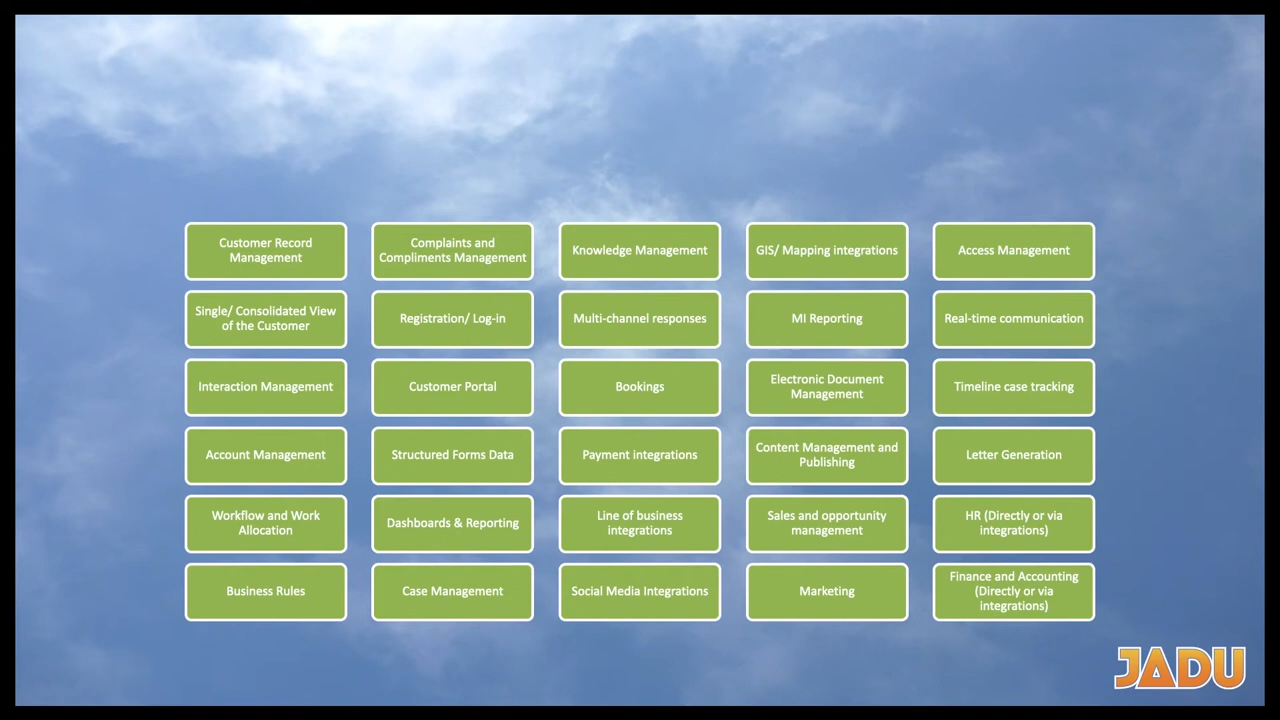 Customer Record
Management
Complaints and
Compliments Management
Knowledge Management
GIS/ Mapping integrations
Access Management
Single/ Consolidated View
of the Customer
Registration/ Log-in
Multi-channel responses
MI Reporting
Real-time communication
Interaction Management
Customer Portal
Bookings
Electronic Document
Management
Timeline case tracking
Account Management
Structured Forms Data
Payment integrations
Content Management and
Publishing
Letter Generation
Workflow and Work
Allocation
Dashboards & Reporting
Line of business
integrations
Sales and opportunity
management
HR (Directly or via
integrations)
Business Rules
Case Management
Social Media Integrations
Marketing
Finance and Accounting
(Directly or via
integrations)
JADU